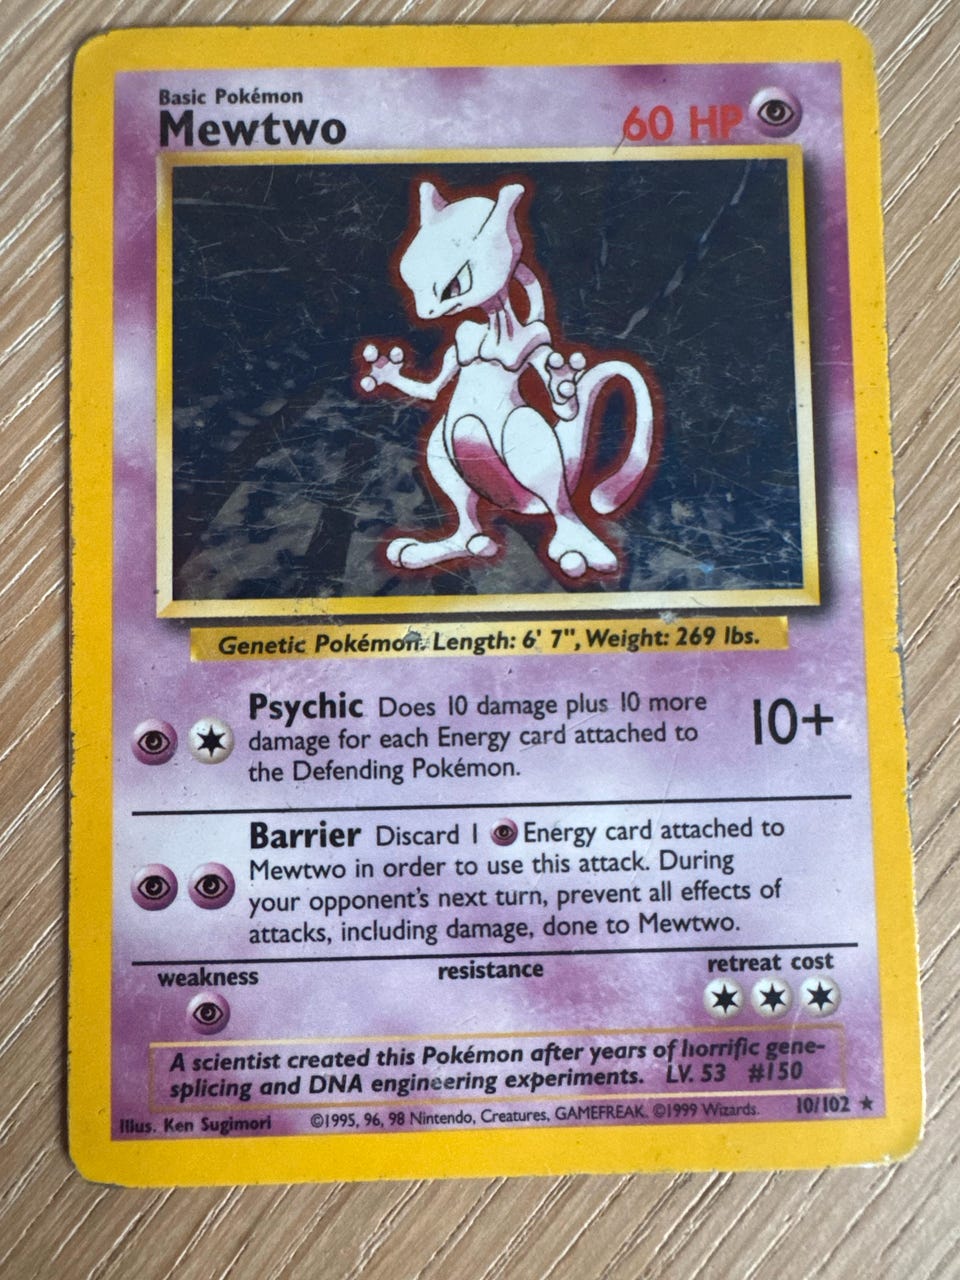 Basic Pokémon
Mewtwo 60 HP
Genetic Pokémon. Length: 6' 7", Weight: 269 lbs.
Psychic Does 10 damage plus 10 more
damage for each Energy card attached to
the Defending Pokémon.
10+
Barrier Discard 1 Energy card attached to
Mewtwo in order to use this attack. During
your opponent's next turn, prevent all effects of
attacks, including damage, done to Mewtwo.
weakness resistance retreat cost
A scientist created this Pokémon after years of horrific gene-
splicing and DNA engineering experiments. LV. 53 #150
Illus. Ken Sugimori ©1995, 96, 98 Nintendo, Creatures, GAMEFREAK. ©1999 Wizards. 10/102 ★